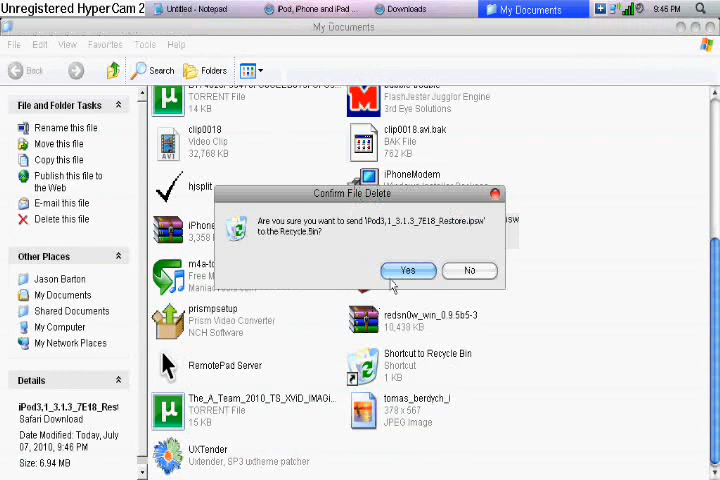 Unregistered HyperCam 2
Untitled - Notepad
iPod, iPhone and iPad ...
Downloads
My Documents
9:46 PM
My Documents
File Edit View Favorites Tools Help
Back
Search
Folders
File and Folder Tasks
Rename this file
Move this file
Copy this file
Publish this file to
the Web
E-mail this file
Delete this file
Other Places
Jason Barton
My Documents
Shared Documents
My Computer
My Network Places
Details
iPod3,1_3.1.3_7E18_Rest
Safari Download
Date Modified: Today, July
07, 2010, 9:46 PM
Size: 6.94 MB
TORRENT File
14 KB
FlashJester Jugglor Engine
3rd Eye Solutions
clip0018
Video Clip
32,768 KB
clip0018.avi.bak
BAK File
762 KB
hjsplit
iPhoneModem
Confirm File Delete
Are you sure you want to send 'iPod3,1_3.1.3_7E18_Restore.ipsw'
to the Recycle Bin?
Yes
No
iPhone
3,358
m4a-to
Free M
Maniac
prismpsetup
Prism Video Converter
NCH Software
redsn0w_win_0.9.5b5-3
10,438 KB
RemotePad Server
Shortcut to Recycle Bin
Shortcut
1 KB
The_A_Team_2010_TS_XViD_IMAGi...
TORRENT File
15 KB
tomas_berdych_l
378 x 567
JPEG Image
UXTender
Uxtender, SP3 uxtheme patcher